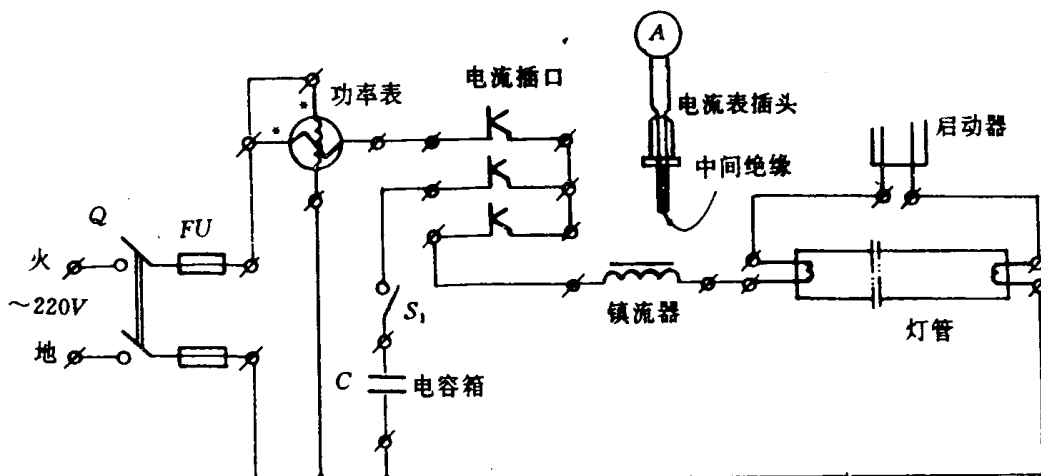 A
电流插口
功率表
*
*
电流表插头
启动器
中间绝缘
Q
FU
火
～220V
地
S₁
镇流器
灯管
C
电容箱